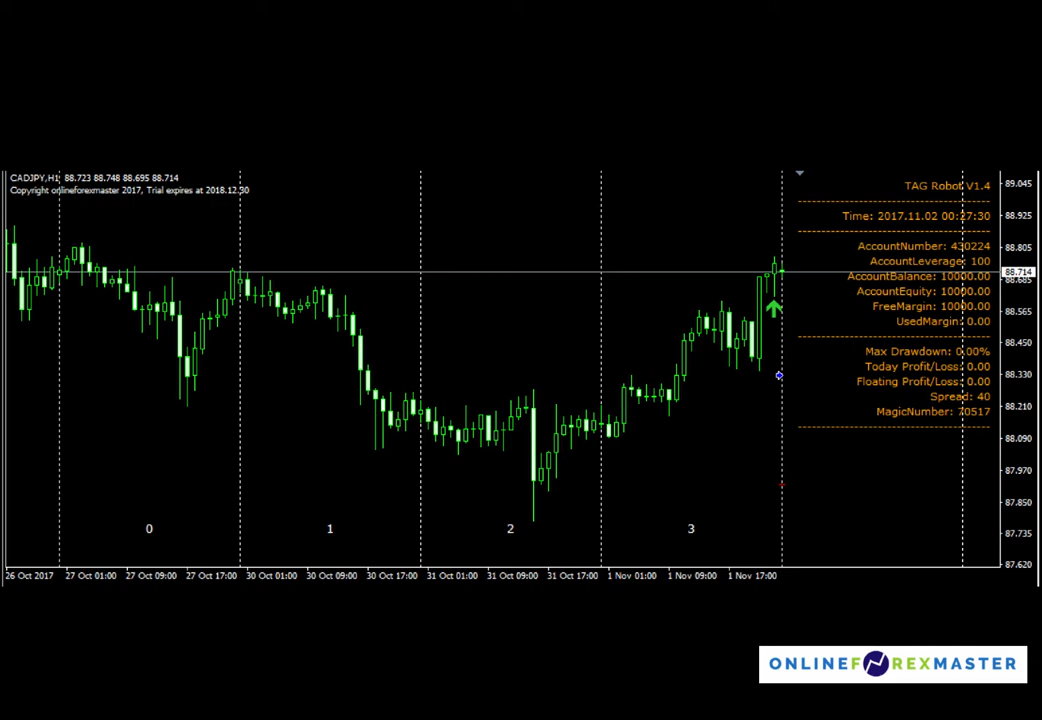 CADJPY,H1 88.723 88.748 88.695 88.714
Copyright onlineforexmaster 2017, Trial expires at 2018.12.30
TAG Robot V1.4
Time: 2017.11.02 00:27:30
AccountNumber: 430224
AccountLeverage: 100
AccountBalance: 10000.00
AccountEquity: 10000.00
FreeMargin: 10000.00
UsedMargin: 0.00
Max Drawdown: 0.00%
Today Profit/Loss: 0.00
Floating Profit/Loss: 0.00
Spread: 40
MagicNumber: 70517
89.045
88.925
88.805
88.714
88.685
88.565
88.450
88.330
88.210
88.090
87.970
87.850
87.735
87.620
0 1 2 3
26 Oct 2017 27 Oct 01:00 27 Oct 09:00 27 Oct 17:00 30 Oct 01:00 30 Oct 09:00 30 Oct 17:00 31 Oct 01:00 31 Oct 09:00 31 Oct 17:00 1 Nov 01:00 1 Nov 09:00 1 Nov 17:00
ONLINEFOREXMASTER